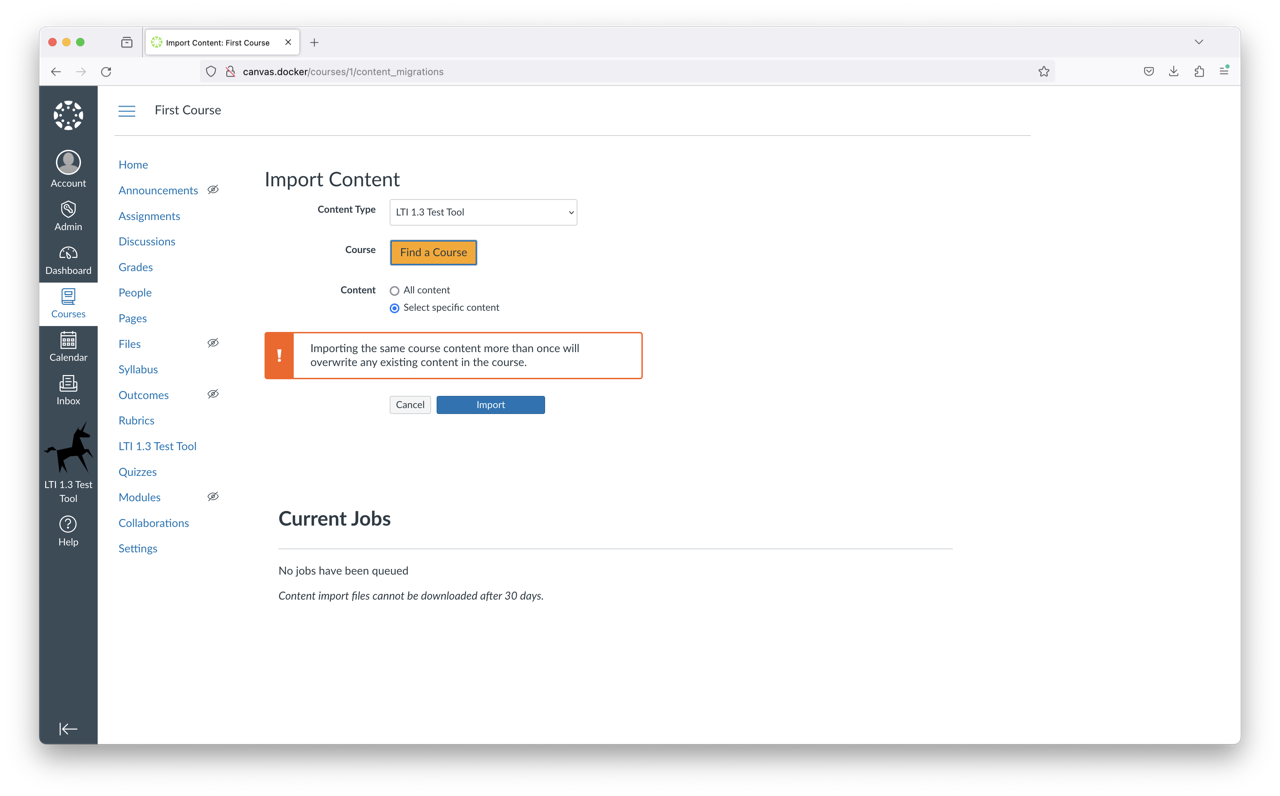 Import Content: First Course
canvas.docker/courses/1/content_migrations
First Course
Account
Admin
Dashboard
Courses
Calendar
Inbox
LTI 1.3 Test
Tool
Help
Home
Announcements
Assignments
Discussions
Grades
People
Pages
Files
Syllabus
Outcomes
Rubrics
LTI 1.3 Test Tool
Quizzes
Modules
Collaborations
Settings
Import Content
Content Type LTI 1.3 Test Tool
Course Find a Course
Content All content
Select specific content
! Importing the same course content more than once will
overwrite any existing content in the course.
Cancel Import
Current Jobs
No jobs have been queued
Content import files cannot be downloaded after 30 days.